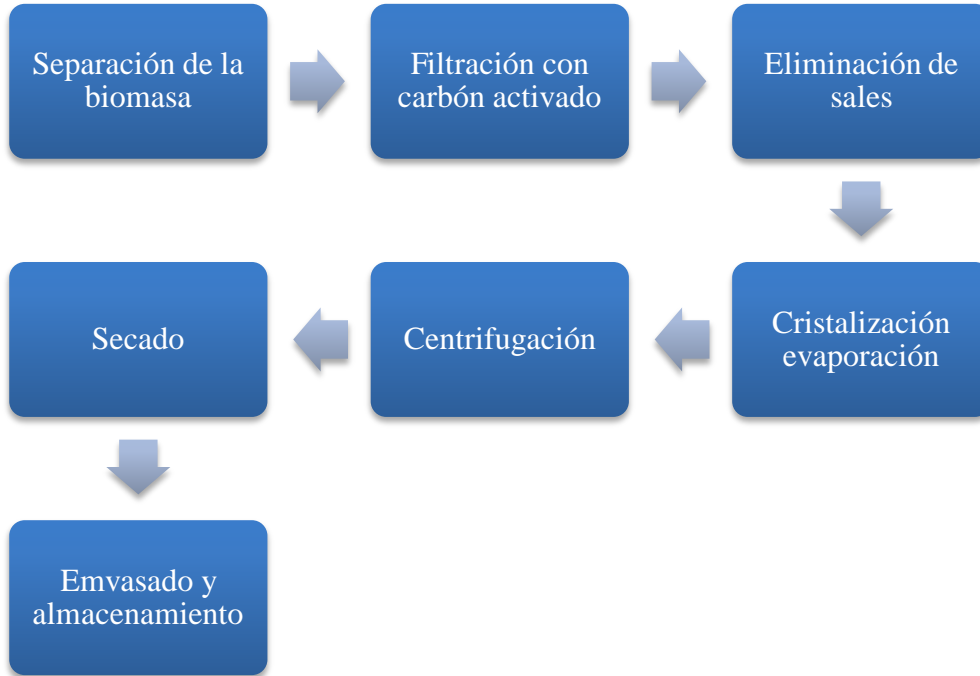 Separación de la
biomasa
Filtración con
carbón activado
Eliminación de
sales
Cristalización
evaporación
Centrifugación
Secado
Emvasado y
almacenamiento